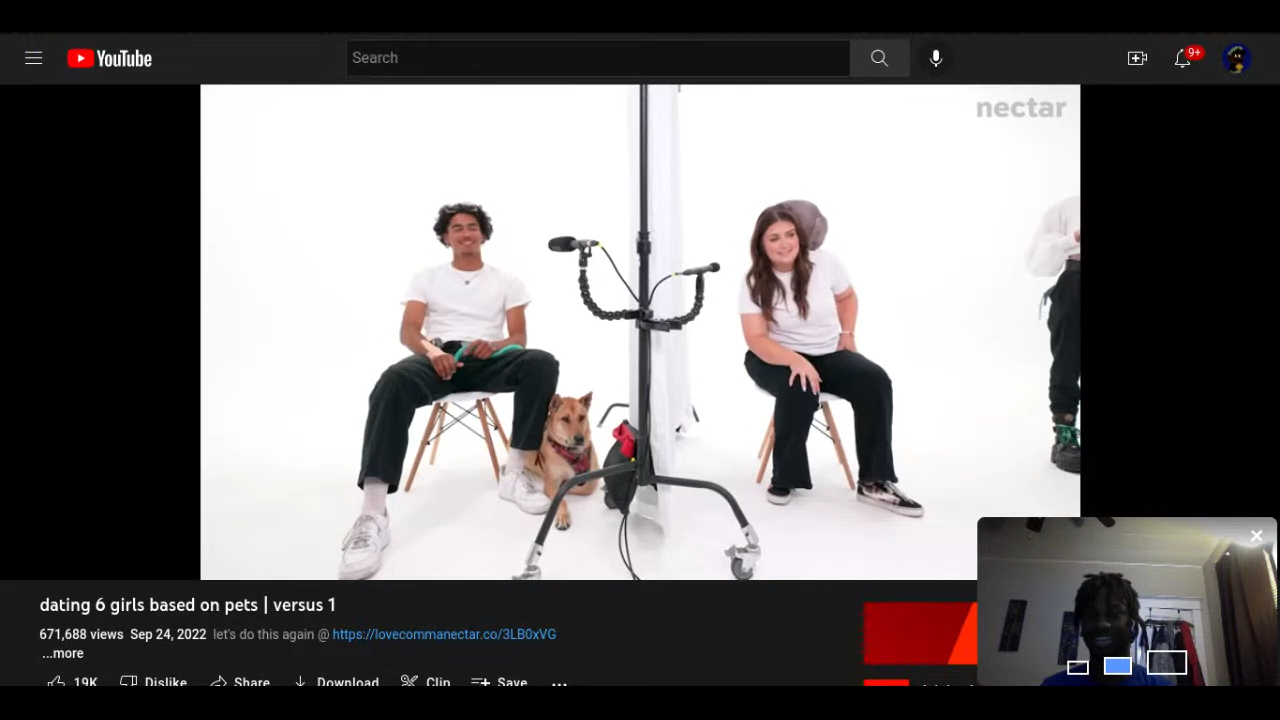 YouTube
Search
9+
nectar
dating 6 girls based on pets | versus 1
671,688 views Sep 24, 2022 let's do this again @ https://lovecommanectar.co/3LB0xVG
...more
19K Dislike Share Download Clip Save ...